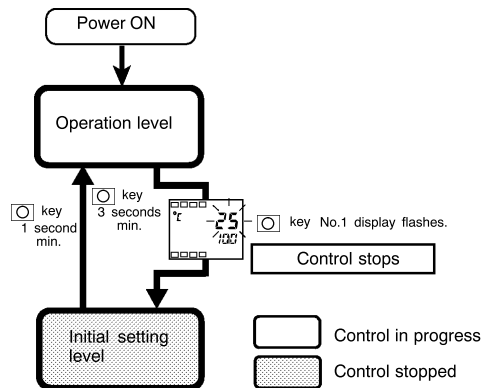 Power ON
Operation level
key
3 seconds
min.
key
1 second
min.
°C
25
100
key No.1 display flashes.
Control stops
Initial setting
level
Control in progress
Control stopped